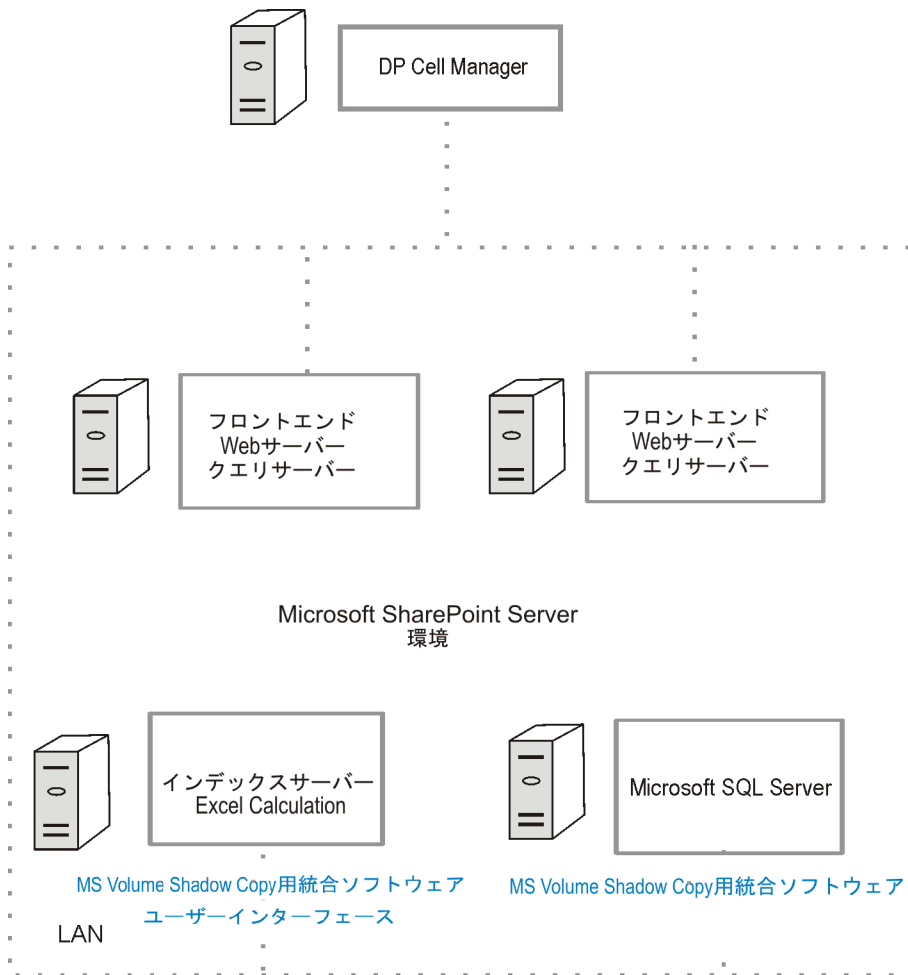 DP Cell Manager
フロントエンド
Webサーバー
クエリサーバー
フロントエンド
Webサーバー
クエリサーバー
Microsoft SharePoint Server
環境
インデックスサーバー
Excel Calculation
Microsoft SQL Server
MS Volume Shadow Copy用統合ソフトウェア
ユーザーインターフェース
MS Volume Shadow Copy用統合ソフトウェア
LAN